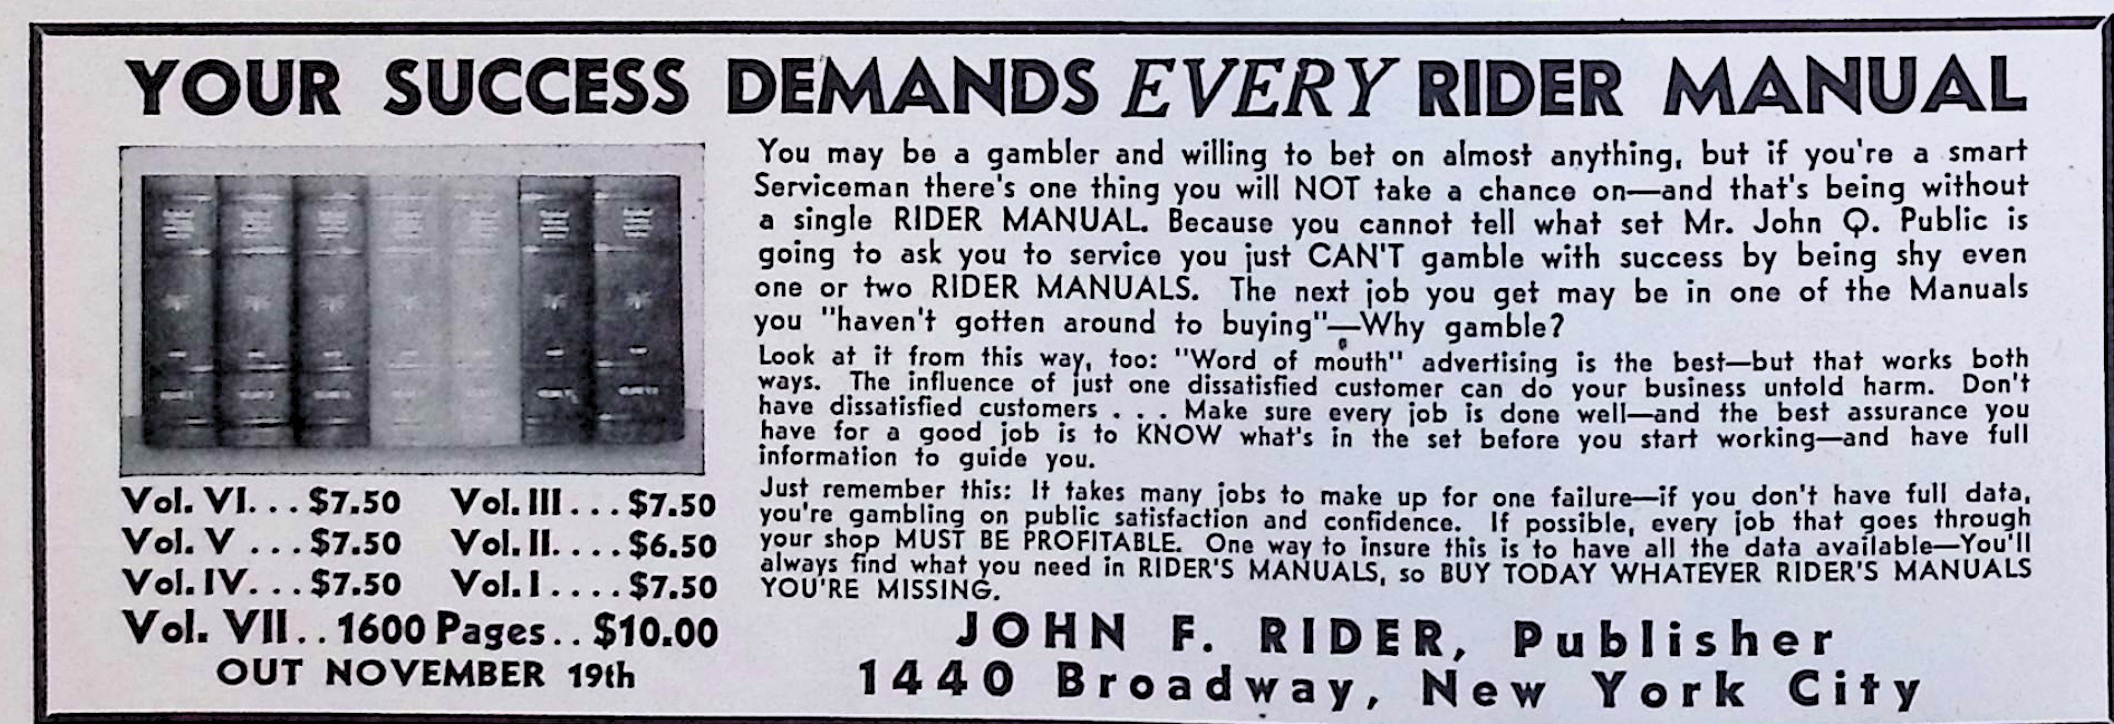 YOUR SUCCESS DEMANDS EVERY RIDER MANUAL
You may be a gambler and willing to bet on almost anything, but if you're a smart
Serviceman there's one thing you will NOT take a chance on—and that's being without
a single RIDER MANUAL. Because you cannot tell what set Mr. John Q. Public is
going to ask you to service you just CAN'T gamble with success by being shy even
one or two RIDER MANUALS. The next job you get may be in one of the Manuals
you "haven't gotten around to buying"—Why gamble?
Look at it from this way, too: "Word of mouth" advertising is the best—but that works both
ways. The influence of just one dissatisfied customer can do your business untold harm. Don't
have dissatisfied customers . . . Make sure every job is done well—and the best assurance you
have for a good job is to KNOW what's in the set before you start working—and have full
information to guide you.
Just remember this: It takes many jobs to make up for one failure—if you don't have full data,
you're gambling on public satisfaction and confidence. If possible, every job that goes through
your shop MUST BE PROFITABLE. One way to insure this is to have all the data available—You'll
always find what you need in RIDER'S MANUALS, so BUY TODAY WHATEVER RIDER'S MANUALS
YOU'RE MISSING.
Vol. VI. . . $7.50 Vol. III . . . $7.50
Vol. V . . . $7.50 Vol. II. . . . $6.50
Vol. IV. . . $7.50 Vol. I . . . . $7.50
Vol. VII . . 1600 Pages . . $10.00
OUT NOVEMBER 19th
JOHN F. RIDER, Publisher
1440 Broadway, New York City